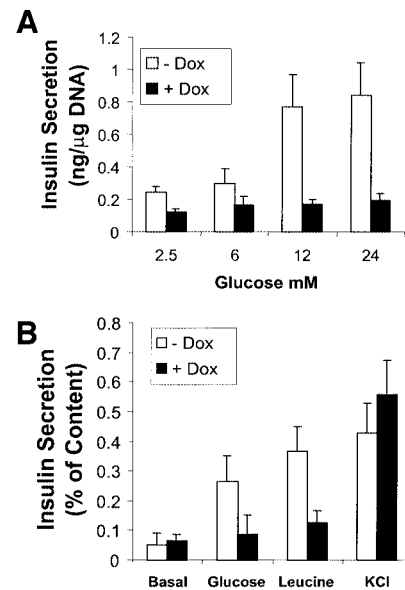 A
Insulin Secretion
(ng/µg DNA)
1.2
1
0.8
0.6
0.4
0.2
0
- Dox
+ Dox
2.5 6 12 24
Glucose mM
B
Insulin Secretion
(% of Content)
0.8
0.7
0.6
0.5
0.4
0.3
0.2
0.1
0
- Dox
+ Dox
Basal Glucose Leucine KCl